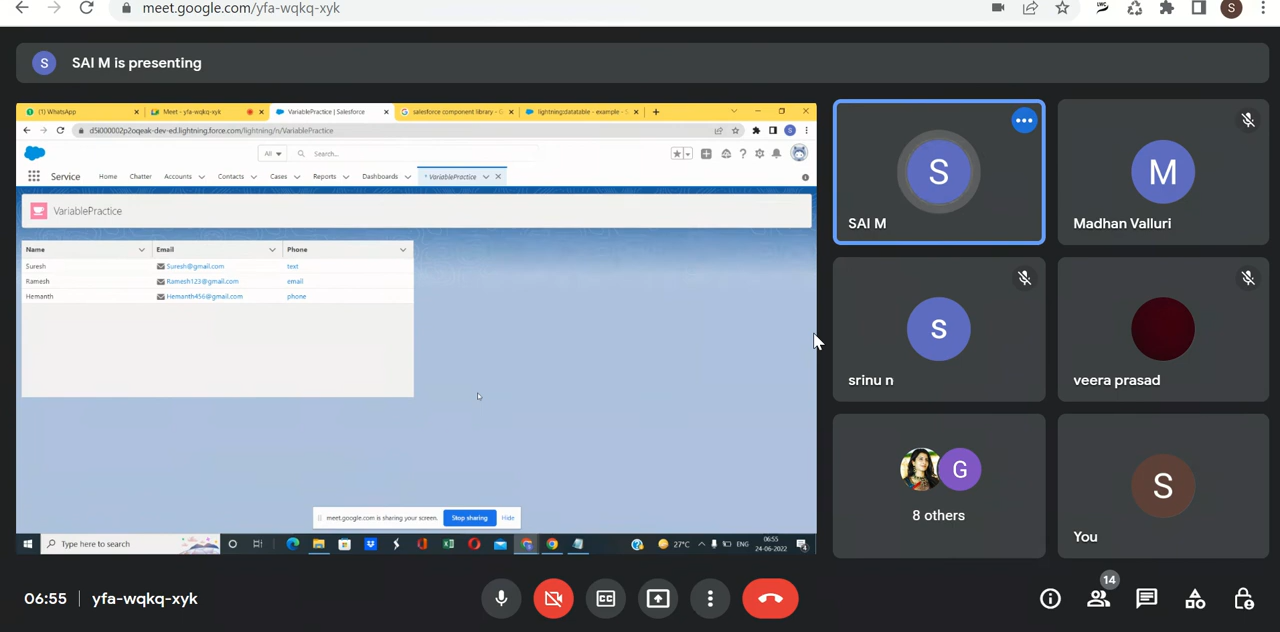 meet.google.com/yfa-wqkq-xyk
S
S
SAI M is presenting
(1) WhatsApp
Meet - yfa-wqkq-xyk
VariablePractice | Salesforce
salesforce component library -
lightning:datatable - example -
d5i000002p2oqeak-dev-ed.lightning.force.com/lightning/n/VariablePractice
S
All
Search...
Service
Home
Chatter
Accounts
Contacts
Cases
Reports
Dashboards
* VariablePractice
VariablePractice
Name Email Phone
Suresh Suresh@gmail.com text
Ramesh Ramesh123@gmail.com email
Hemanth Hemanth456@gmail.com phone
meet.google.com is sharing your screen.
Stop sharing
Hide
Type here to search
27°C
ENG
06:55
24-06-2022
4
S
SAI M
M
Madhan Valluri
S
srinu n
veera prasad
G
8 others
S
You
06:55 | yfa-wqkq-xyk
CC
14